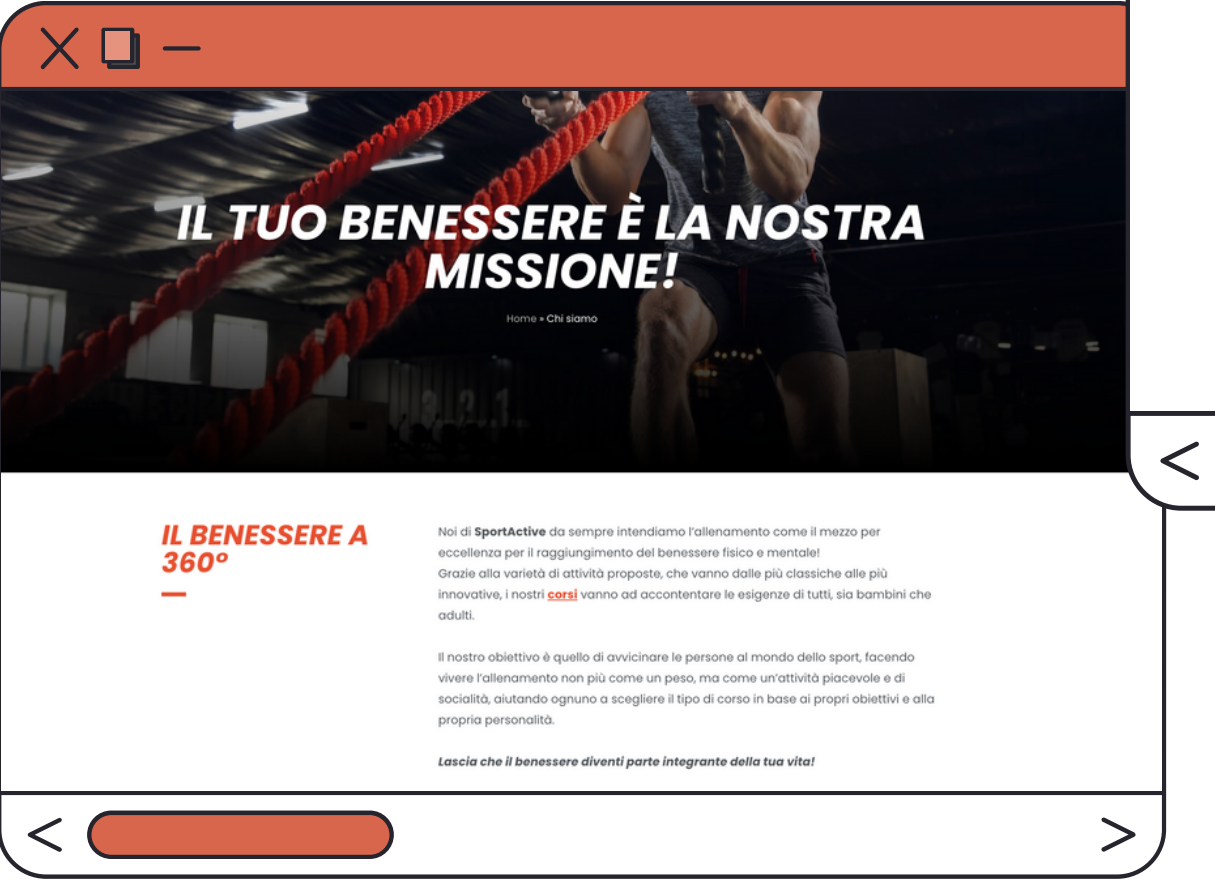 IL TUO BENESSERE È LA NOSTRA
MISSIONE!
Home » Chi siamo
3 2 1
IL BENESSERE A
360°
Noi di SportActive da sempre intendiamo l'allenamento come il mezzo per
eccellenza per il raggiungimento del benessere fisico e mentale!
Grazie alla varietà di attività proposte, che vanno dalle più classiche alle più
innovative, i nostri corsi vanno ad accontentare le esigenze di tutti, sia bambini che
adulti.
Il nostro obiettivo è quello di avvicinare le persone al mondo dello sport, facendo
vivere l'allenamento non più come un peso, ma come un'attività piacevole e di
socialità, aiutando ognuno a scegliere il tipo di corso in base ai propri obiettivi e alla
propria personalità.
Lascia che il benessere diventi parte integrante della tua vita!